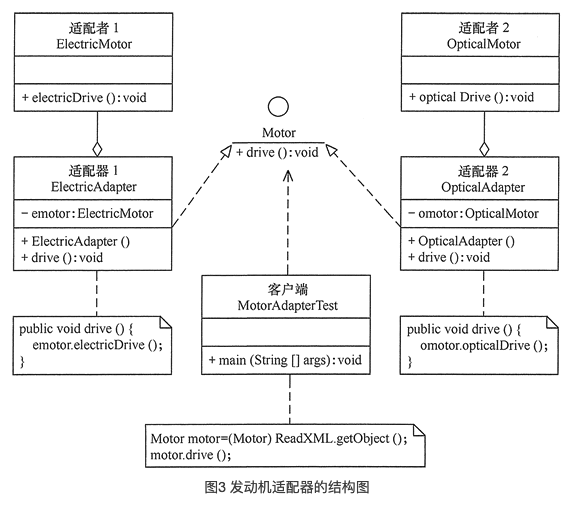 适配者 1
ElectricMotor
+ electricDrive (): void
适配者 2
OpticalMotor
+ optical Drive (): void
Motor
+ drive (): void
适配器 1
ElectricAdapter
− emotor: ElectricMotor
+ ElectricAdapter ()
+ drive (): void
适配器 2
OpticalAdapter
− omotor: OpticalMotor
+ OpticalAdapter ()
+ drive (): void
客户端
MotorAdapterTest
+ main (String [] args): void
public void drive () {
emotor.electricDrive ();
}
public void drive () {
omotor.opticalDrive ();
}
Motor motor=(Motor) ReadXML.getObject ();
motor.drive ();
图3 发动机适配器的结构图